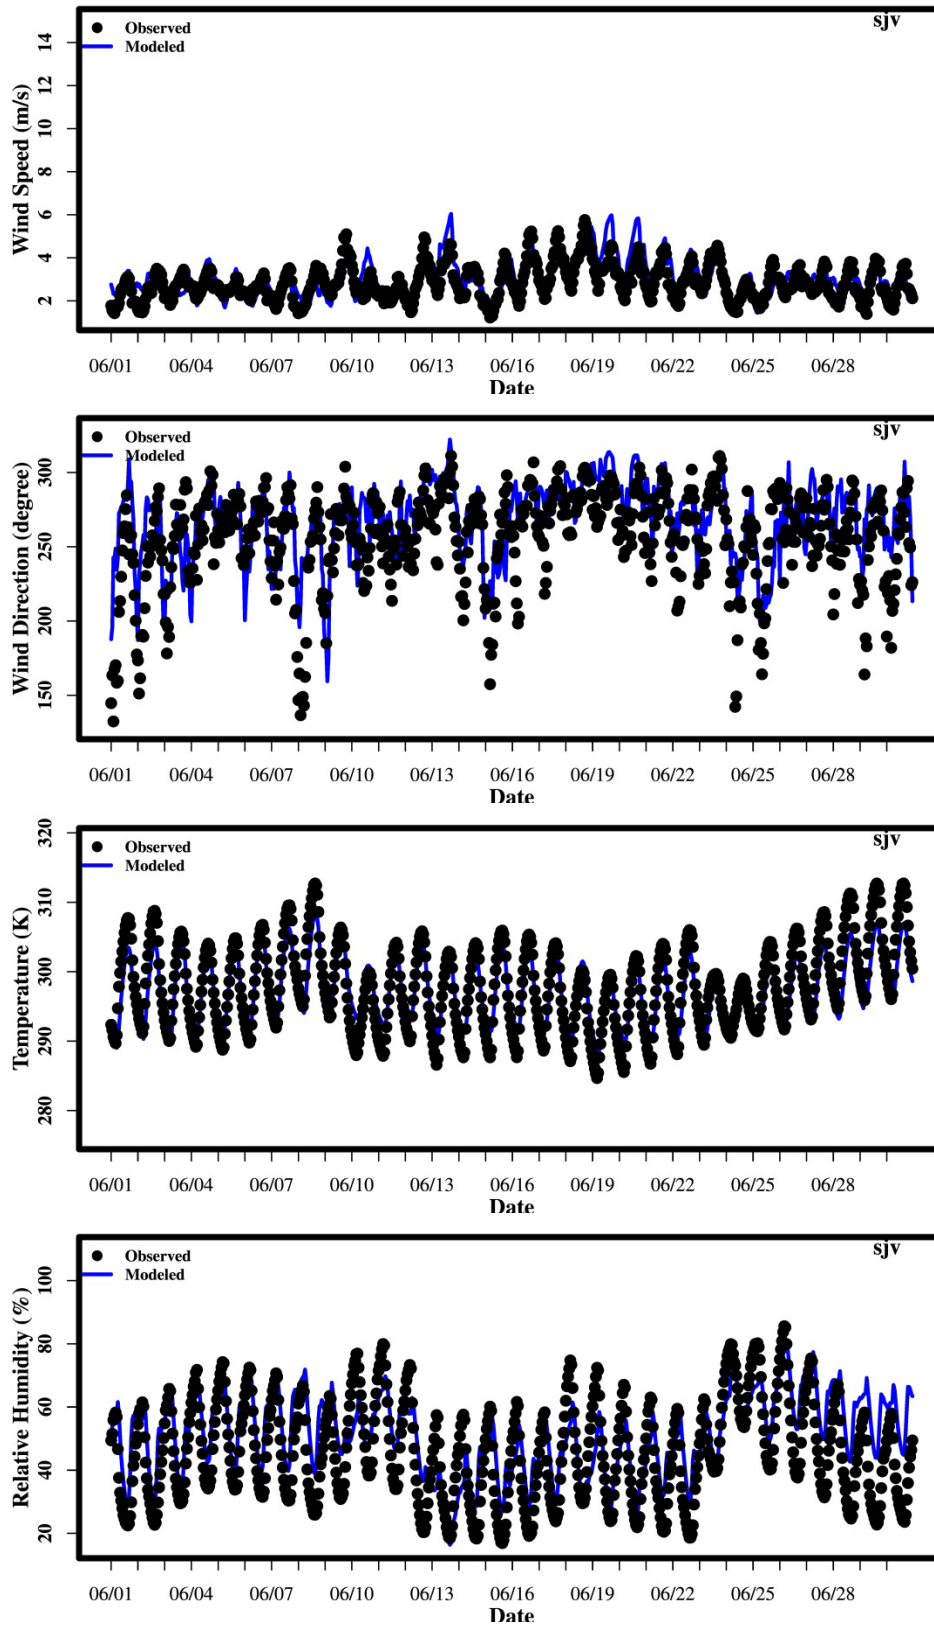 sjv
Observed
Modeled
Wind Speed (m/s)
14
12
10
8
6
4
2
06/01 06/04 06/07 06/10 06/13 06/16 06/19 06/22 06/25 06/28
Date
sjv
Observed
Modeled
Wind Direction (degree)
300
250
200
150
06/01 06/04 06/07 06/10 06/13 06/16 06/19 06/22 06/25 06/28
Date
sjv
Observed
Modeled
Temperature (K)
320
310
300
290
280
06/01 06/04 06/07 06/10 06/13 06/16 06/19 06/22 06/25 06/28
Date
sjv
Observed
Modeled
Relative Humidity (%)
100
80
60
40
20
06/01 06/04 06/07 06/10 06/13 06/16 06/19 06/22 06/25 06/28
Date